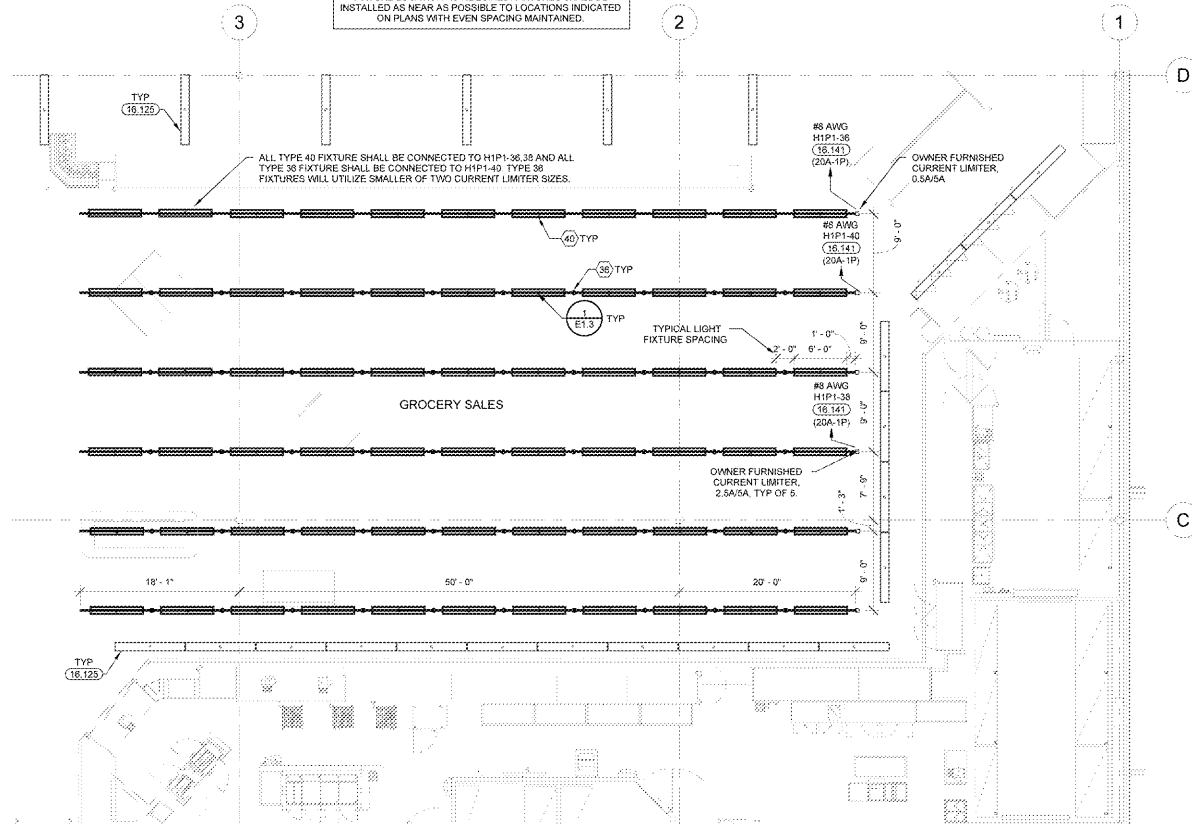 INSTALLED AS NEAR AS POSSIBLE TO LOCATIONS INDICATED
ON PLANS WITH EVEN SPACING MAINTAINED.
3
2
1
D
TYP
16.125
#8 AWG
H1P1-36
16.141
(20A-1P)
ALL TYPE 40 FIXTURE SHALL BE CONNECTED TO H1P1-36,38 AND ALL
TYPE 36 FIXTURE SHALL BE CONNECTED TO H1P1-40. TYPE 36
FIXTURES WILL UTILIZE SMALLER OF TWO CURRENT LIMITER SIZES.
OWNER FURNISHED
CURRENT LIMITER,
0.5A/5A
40 TYP
#8 AWG
H1P1-40
16.141
(20A-1P)
9' - 0"
36 TYP
1
E1.3
TYP
TYPICAL LIGHT
FIXTURE SPACING
1' - 0"
2' - 0"
6' - 0"
9' - 0"
GROCERY SALES
#8 AWG
H1P1-38
16.141
(20A-1P)
9' - 0"
OWNER FURNISHED
CURRENT LIMITER,
2.5A/5A, TYP OF 5.
7' - 9"
1' - 3"
C
18' - 1"
50' - 0"
20' - 0"
9' - 0"
TYP
16.125